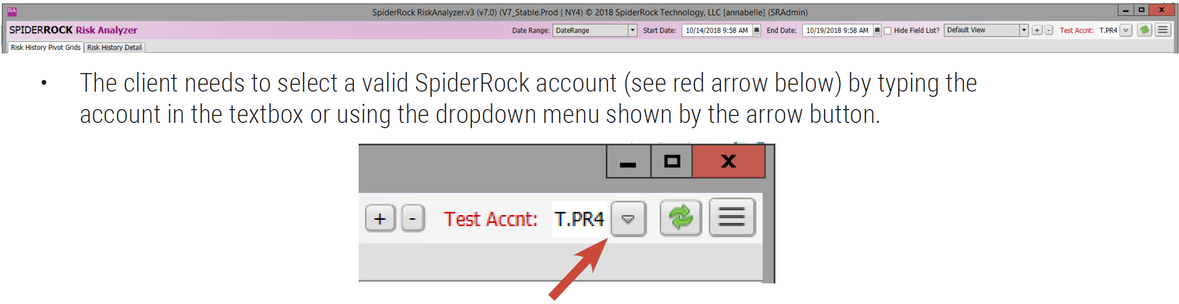 RA SpiderRock RiskAnalyzer.v3 (v7.0) (V7_Stable.Prod | NY4) © 2018 SpiderRock Technology, LLC [annabelle] (SRAdmin)
SPIDERROCK Risk Analyzer Date Range: DateRange Start Date: 10/14/2019 9:58 AM End Date: 10/19/2018 9:58 AM Hide Field List? Default View + - Test Accnt: T.PR4
Risk History Pivot Grids Risk History Detail
• The client needs to select a valid SpiderRock account (see red arrow below) by typing the
account in the textbox or using the dropdown menu shown by the arrow button.
X
+ - Test Accnt: T.PR4